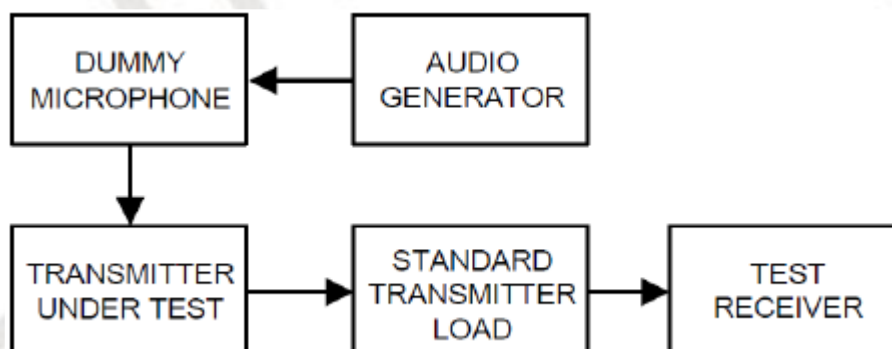 DUMMY
MICROPHONE
AUDIO
GENERATOR
TRANSMITTER
UNDER TEST
STANDARD
TRANSMITTER
LOAD
TEST
RECEIVER